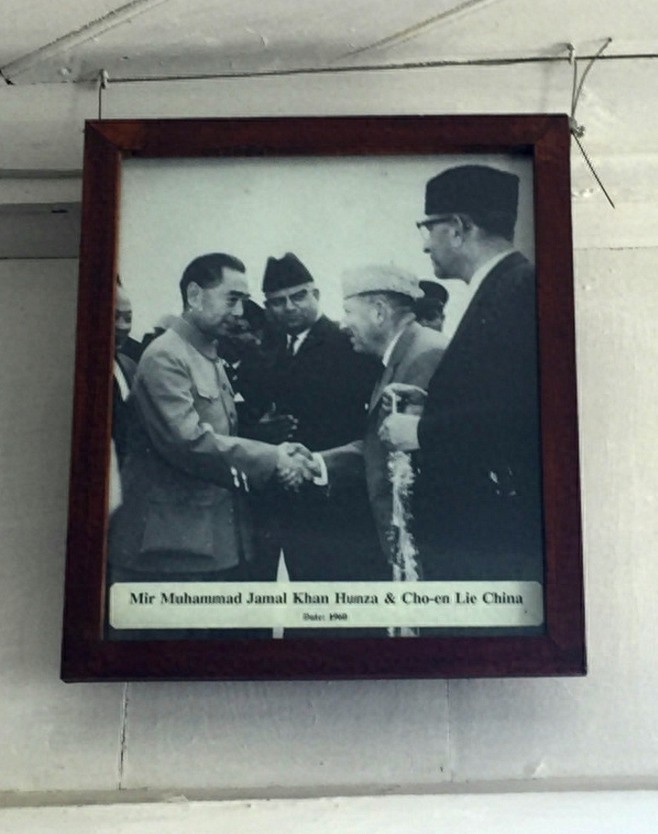 Mir Muhammad Jamal Khan Hunza & Cho-en Lie China
Date: 1960